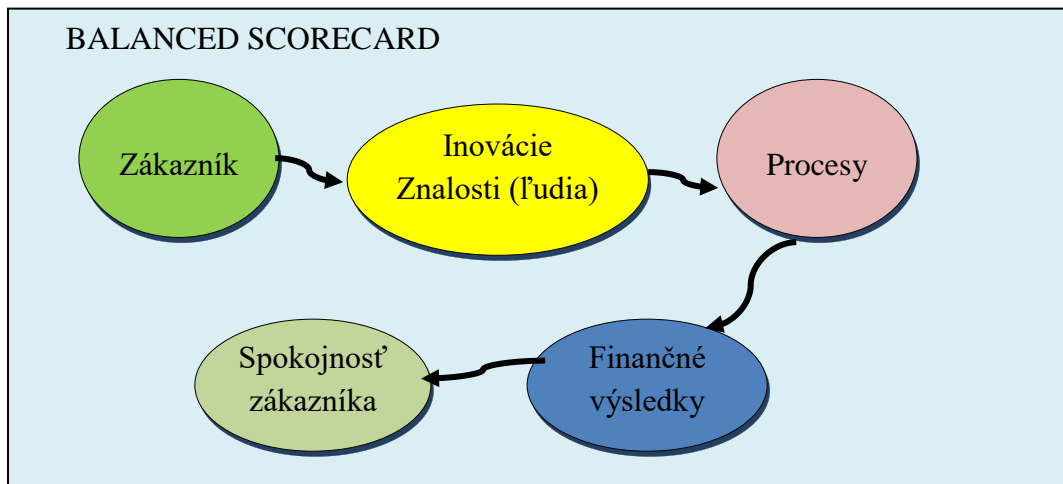 BALANCED SCORECARD
Zákazník
Inovácie
Znalosti (ľudia)
Procesy
Spokojnosť
zákazníka
Finančné
výsledky